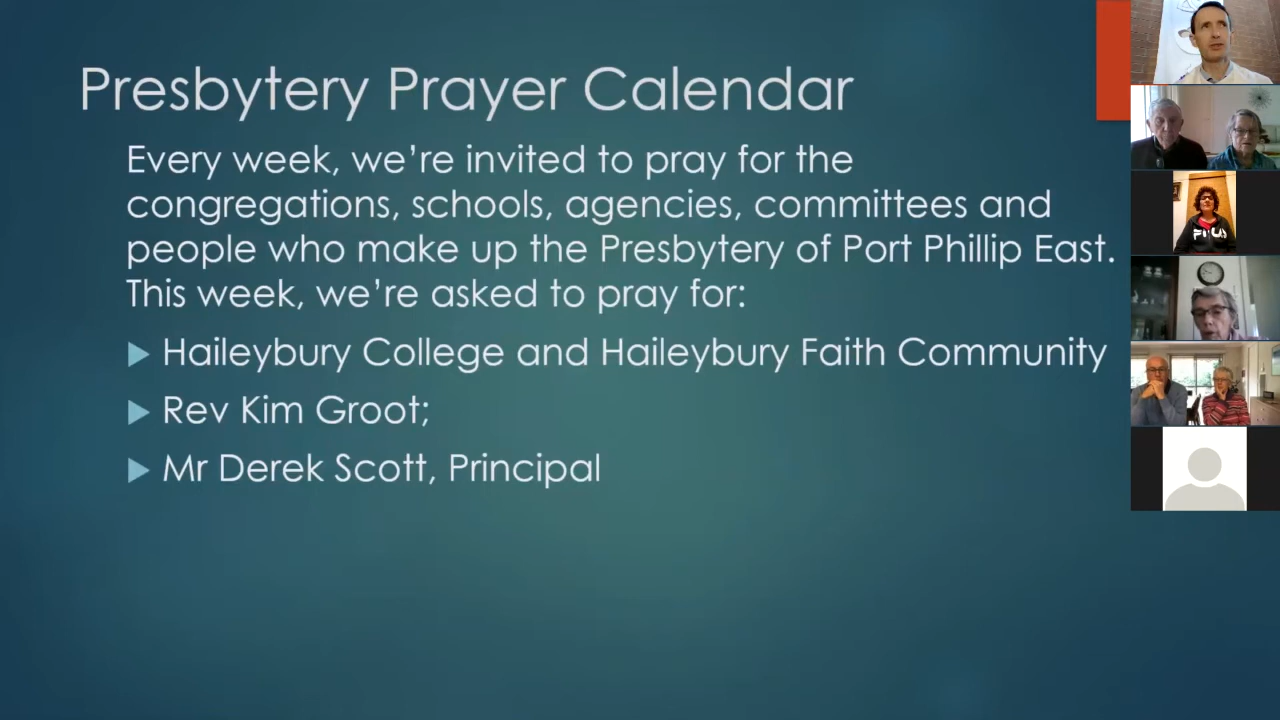 Presbytery Prayer Calendar
Every week, we're invited to pray for the
congregations, schools, agencies, committees and
people who make up the Presbytery of Port Phillip East.
This week, we're asked to pray for:
Haileybury College and Haileybury Faith Community
Rev Kim Groot;
Mr Derek Scott, Principal